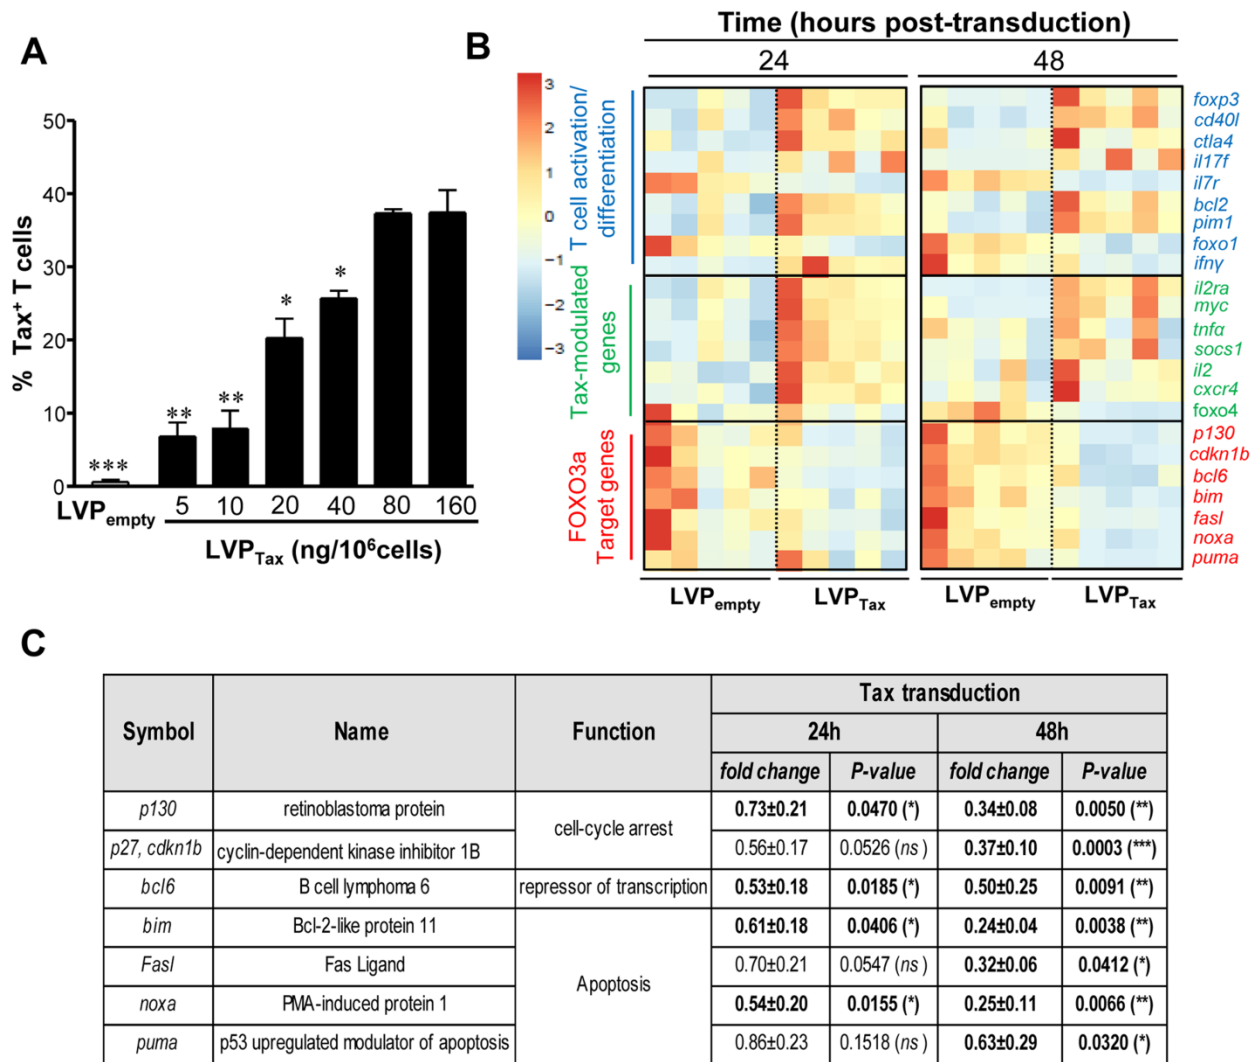 A
% Tax⁺ T cells
50
40
30
20
10
0
***
**
**
*
*
LVPempty
5 10 20 40 80 160
LVPTax (ng/10⁶cells)
B
Time (hours post-transduction)
24 48
3
2
1
0
−1
−2
−3
T cell activation/
differentiation
Tax-modulated
genes
FOXO3a
Target genes
foxp3
cd40l
ctla4
il17f
il7r
bcl2
pim1
foxo1
ifnγ
il2ra
myc
tnfα
socs1
il2
cxcr4
foxo4
p130
cdkn1b
bcl6
bim
fasl
noxa
puma
LVPempty LVPTax LVPempty LVPTax
C
Symbol Name Function Tax transduction
24h 48h
fold change P-value fold change P-value
p130 retinoblastoma protein cell-cycle arrest 0.73±0.21 0.0470 (*) 0.34±0.08 0.0050 (**)
p27, cdkn1b cyclin-dependent kinase inhibitor 1B 0.56±0.17 0.0526 (ns) 0.37±0.10 0.0003 (***)
bcl6 B cell lymphoma 6 repressor of transcription 0.53±0.18 0.0185 (*) 0.50±0.25 0.0091 (**)
bim Bcl-2-like protein 11 Apoptosis 0.61±0.18 0.0406 (*) 0.24±0.04 0.0038 (**)
Fasl Fas Ligand 0.70±0.21 0.0547 (ns) 0.32±0.06 0.0412 (*)
noxa PMA-induced protein 1 0.54±0.20 0.0155 (*) 0.25±0.11 0.0066 (**)
puma p53 upregulated modulator of apoptosis 0.86±0.23 0.1518 (ns) 0.63±0.29 0.0320 (*)